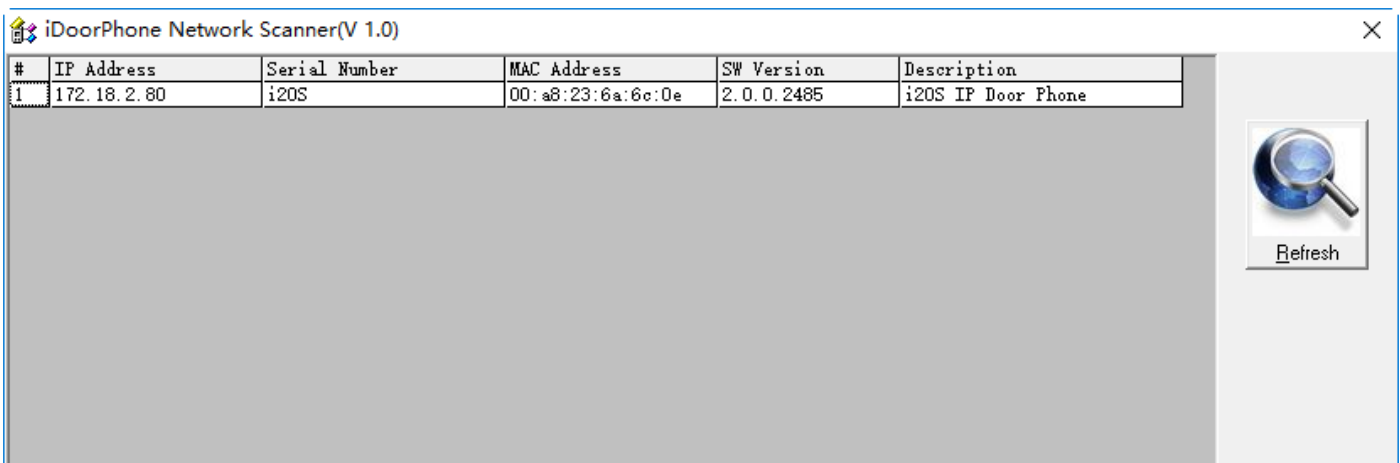 iDoorPhone Network Scanner(V 1.0)
# IP Address Serial Number MAC Address SW Version Description
1 172.18.2.80 i20S 00:a8:23:6a:6c:0e 2.0.0.2485 i20S IP Door Phone
Refresh